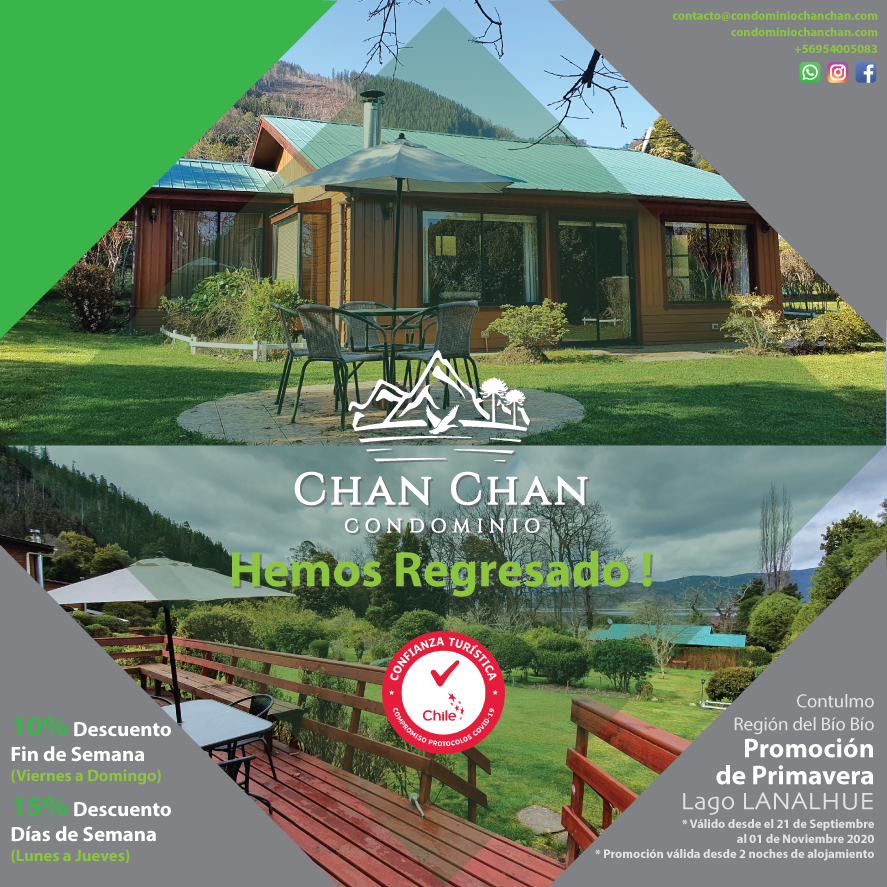 contacto@condominiochanchan.com
condominiochanchan.com
+56954005083
CHAN CHAN
CONDOMINIO
Hemos Regresado !
CONFIANZA TURÍSTICA
Chile
COMPROMISO PROTOCOLOS COVID-19
10% Descuento
Fin de Semana
(Viernes a Domingo)
15% Descuento
Días de Semana
(Lunes a Jueves)
Contulmo
Región del Bío Bío
Promoción
de Primavera
Lago LANALHUE
* Válido desde el 21 de Septiembre
al 01 de Noviembre 2020
* Promoción válida desde 2 noches de alojamiento